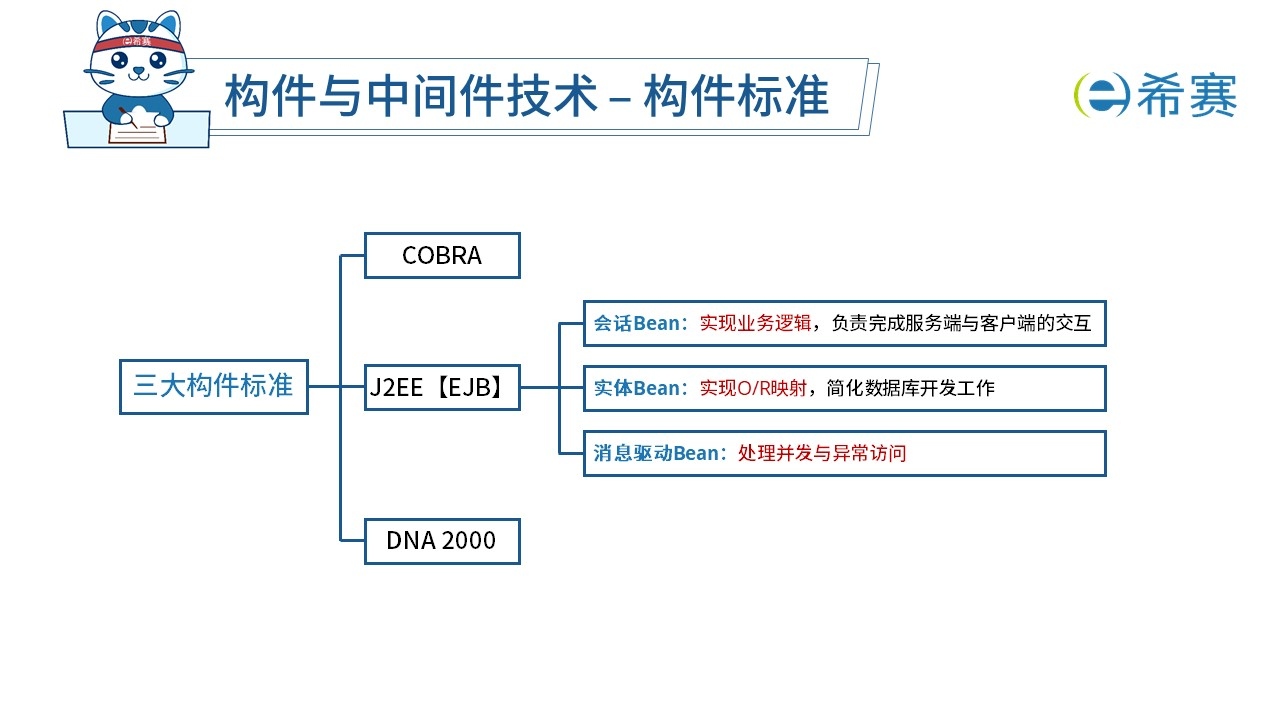 构件与中间件技术 – 构件标准
希赛
希赛
COBRA
三大构件标准
J2EE【EJB】
会话Bean：实现业务逻辑，负责完成服务端与客户端的交互
实体Bean：实现O/R映射，简化数据库开发工作
消息驱动Bean：处理并发与异常访问
DNA 2000